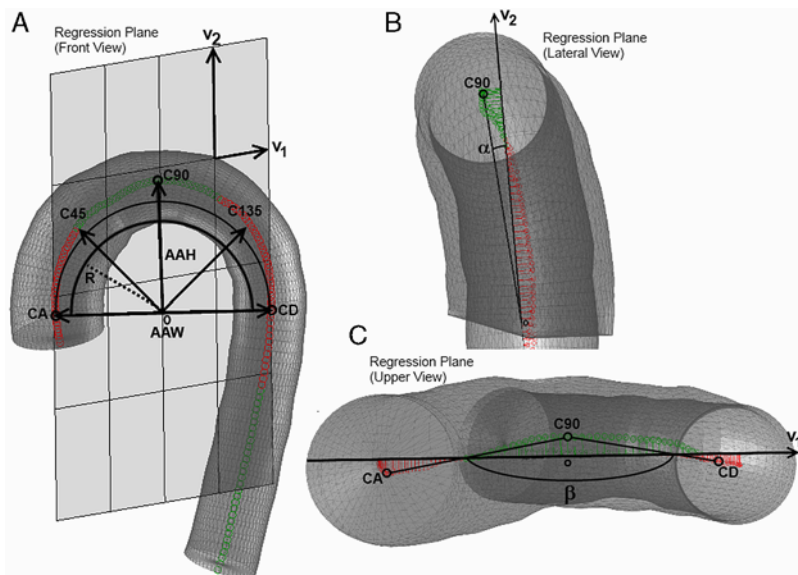 A
Regression Plane
(Front View)
v2
v1
C90
C45
C135
AAH
R
CA
o
CD
AAW
B
v2
Regression Plane
(Lateral View)
C90
α
o
C
Regression Plane
(Upper View)
C90
v1
CA
o
CD
β